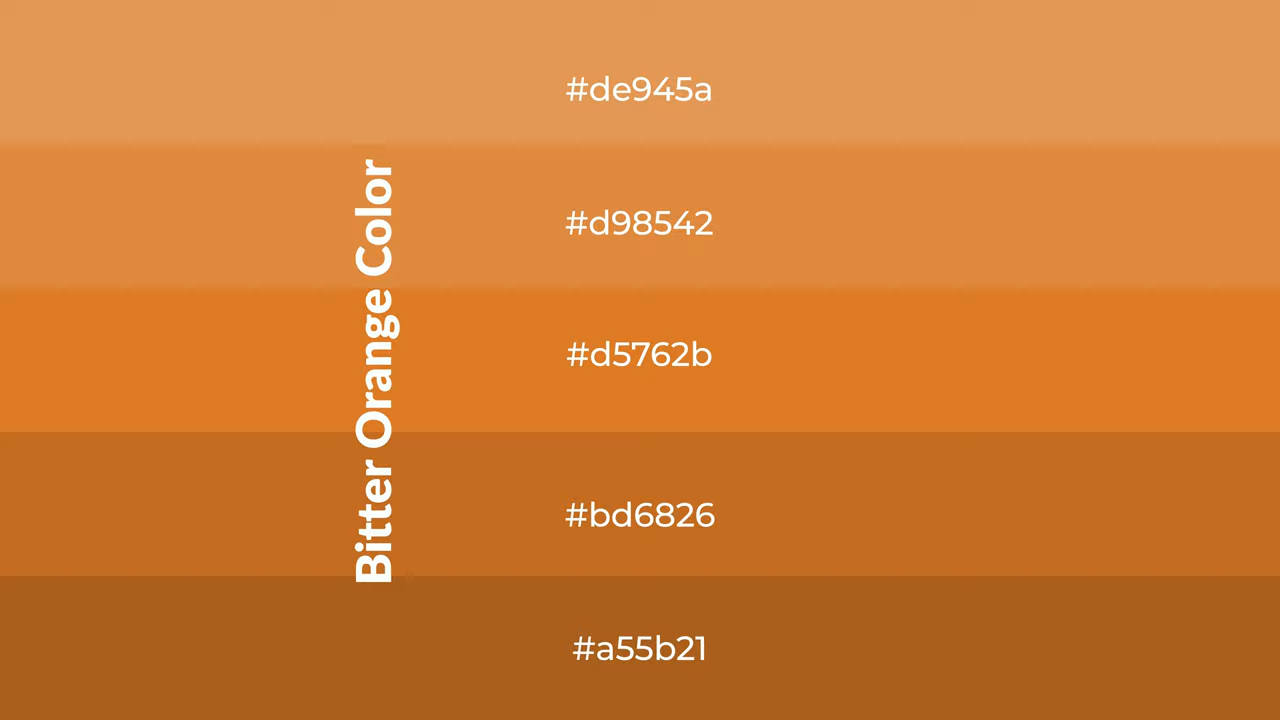 Bitter Orange Color
#de945a
#d98542
#d5762b
#bd6826
#a55b21